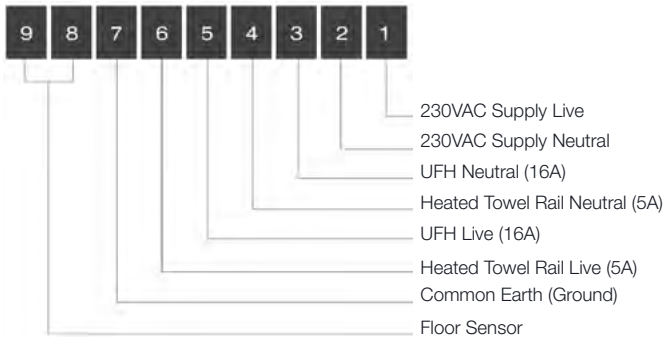 9 8 7 6 5 4 3 2 1
230VAC Supply Live
230VAC Supply Neutral
UFH Neutral (16A)
Heated Towel Rail Neutral (5A)
UFH Live (16A)
Heated Towel Rail Live (5A)
Common Earth (Ground)
Floor Sensor